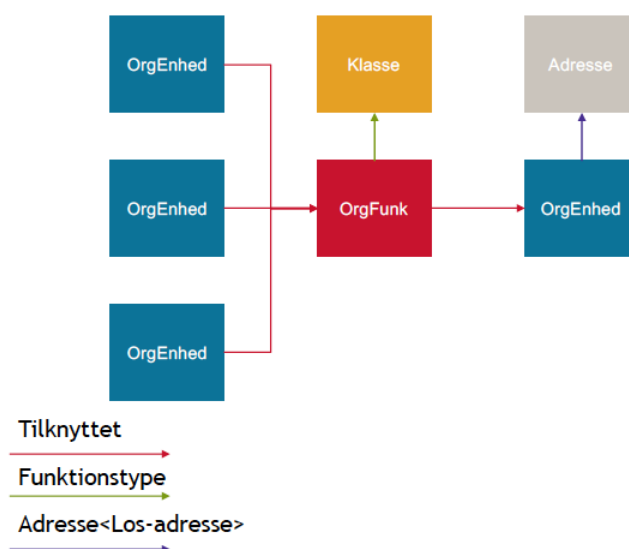 OrgEnhed
Klasse
Adresse
OrgEnhed
OrgFunk
OrgEnhed
OrgEnhed
Tilknyttet
Funktionstype
Adresse<Los-adresse>